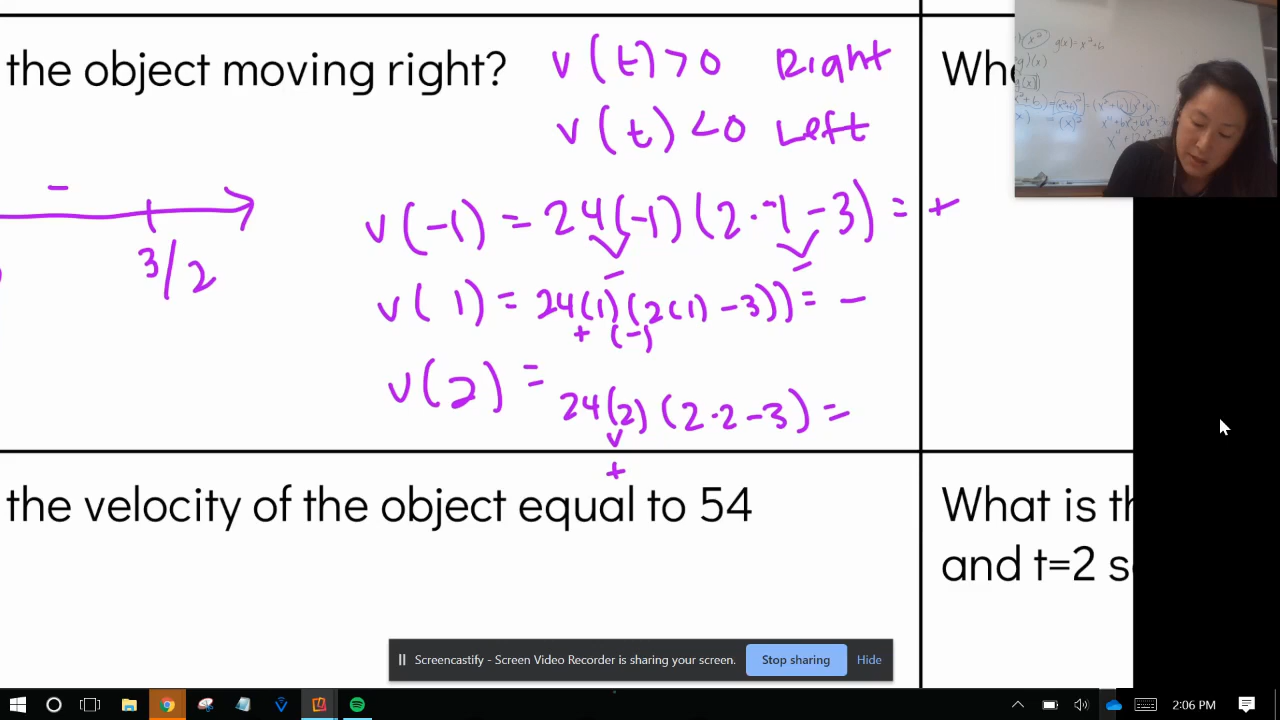 the object moving right?
v(t)>0 Right
v(t)<0 Left
Whe
g(x)=x²+6x
−
3/2
v(-1) = 24(-1)(2·-1-3) = +
− −
v(1) = 24(1)(2(1)-3)) = −
+ (-)
v(2) =
24(2)(2·2-3) =
+
the velocity of the object equal to 54
What is th
and t=2 s
Screencastify - Screen Video Recorder is sharing your screen.
Stop sharing
Hide
2:06 PM